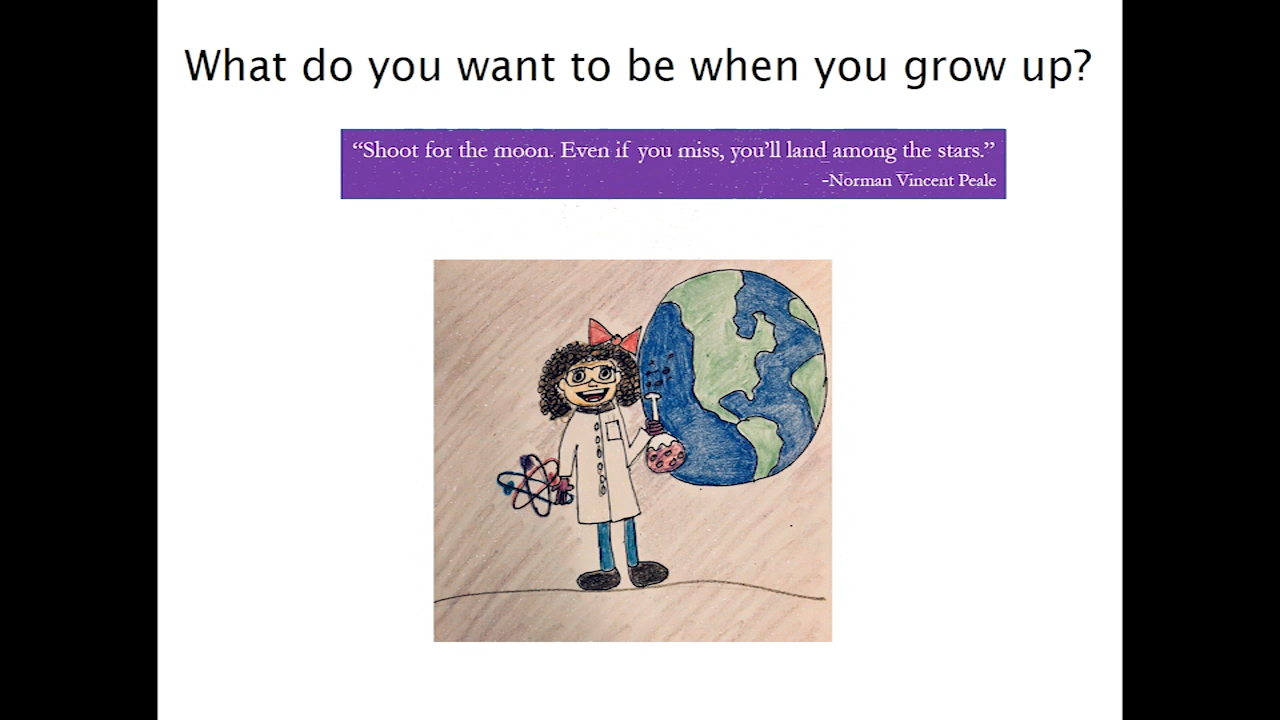 What do you want to be when you grow up?
“Shoot for the moon. Even if you miss, you’ll land among the stars.”
-Norman Vincent Peale